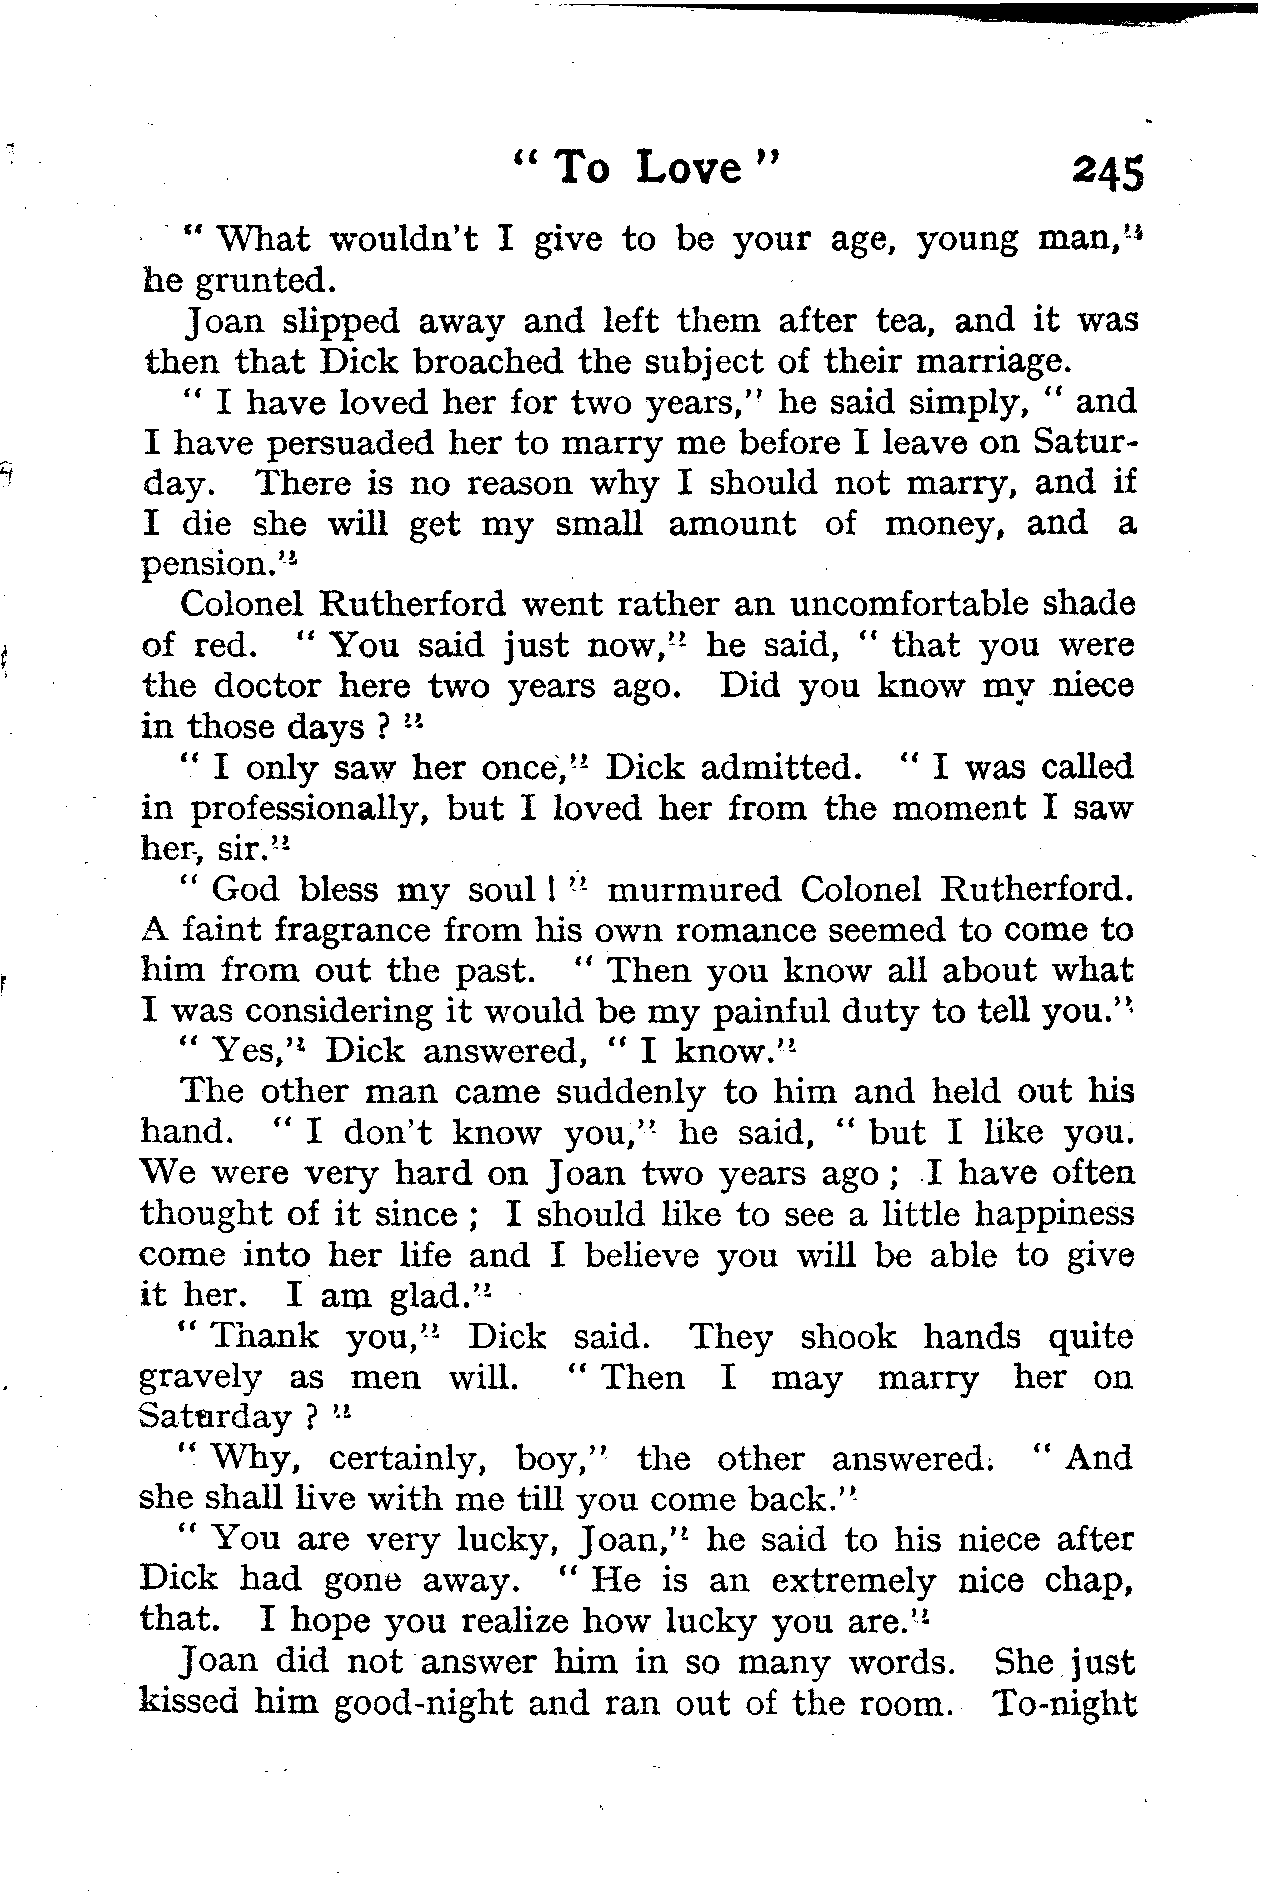 " To Love " 245
" What wouldn't I give to be your age, young man,"
he grunted.
Joan slipped away and left them after tea, and it was
then that Dick broached the subject of their marriage.
" I have loved her for two years," he said simply, " and
I have persuaded her to marry me before I leave on Satur-
day. There is no reason why I should not marry, and if
I die she will get my small amount of money, and a
pension."
Colonel Rutherford went rather an uncomfortable shade
of red. " You said just now," he said, " that you were
the doctor here two years ago. Did you know my niece
in those days ? "
" I only saw her once," Dick admitted. " I was called
in professionally, but I loved her from the moment I saw
her, sir."
" God bless my soul ! " murmured Colonel Rutherford.
A faint fragrance from his own romance seemed to come to
him from out the past. " Then you know all about what
I was considering it would be my painful duty to tell you."
" Yes," Dick answered, " I know."
The other man came suddenly to him and held out his
hand. " I don't know you," he said, " but I like you.
We were very hard on Joan two years ago ; I have often
thought of it since ; I should like to see a little happiness
come into her life and I believe you will be able to give
it her. I am glad."
" Thank you," Dick said. They shook hands quite
gravely as men will. " Then I may marry her on
Saturday ? "
" Why, certainly, boy," the other answered. " And
she shall live with me till you come back."
" You are very lucky, Joan," he said to his niece after
Dick had gone away. " He is an extremely nice chap,
that. I hope you realize how lucky you are."
Joan did not answer him in so many words. She just
kissed him good-night and ran out of the room. To-night